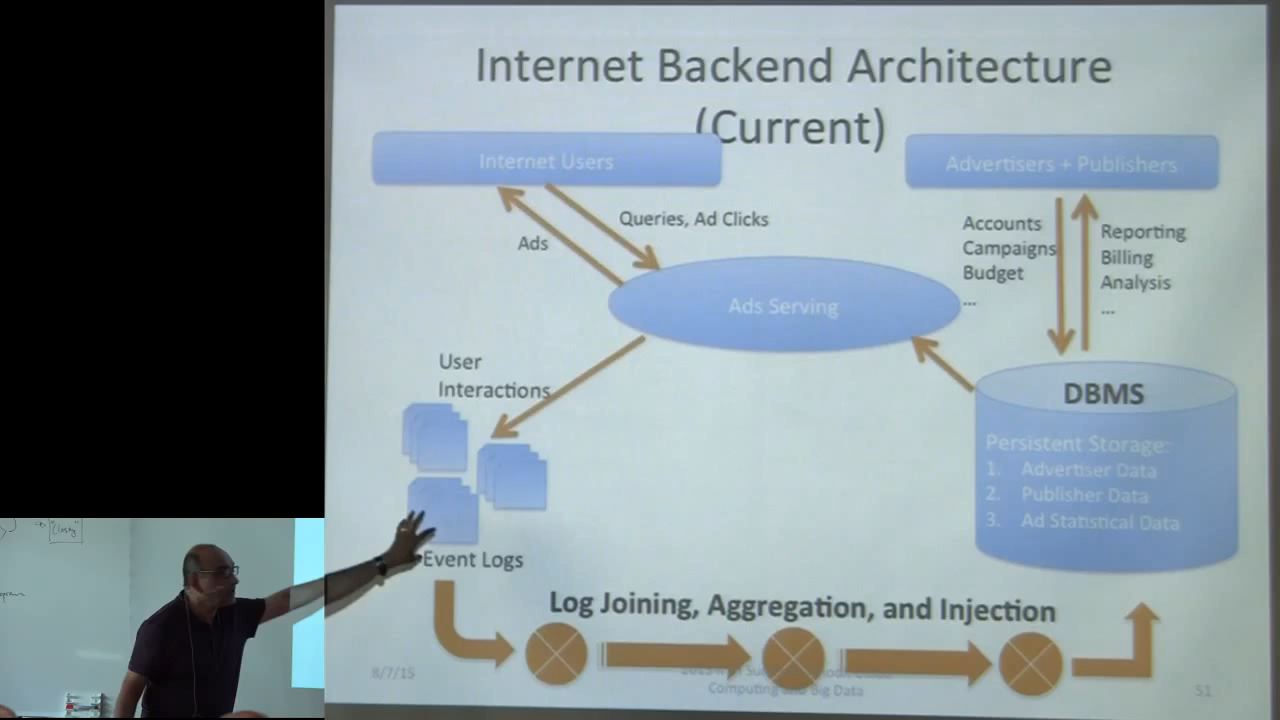 Internet Backend Architecture
(Current)
Internet Users
Advertisers + Publishers
Queries, Ad Clicks
Ads
Accounts
Campaigns
Budget
...
Reporting
Billing
Analysis
...
Ads Serving
User
Interactions
DBMS
Persistent Storage:
1. Advertiser Data
2. Publisher Data
3. Ad Statistical Data
Event Logs
Log Joining, Aggregation, and Injection
8/7/15
Computing and Big Data
51